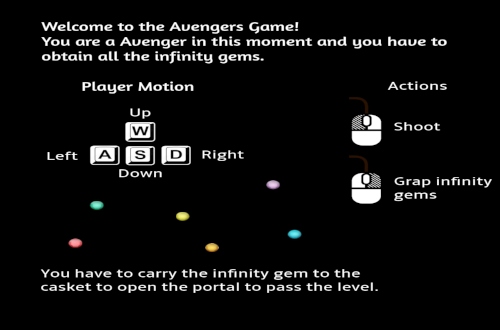 Welcome to the Avengers Game!
You are a Avenger in this moment and you have to
obtain all the infinity gems.
Player Motion
Actions
Up
W
Shoot
Left A S D Right
Down
Grap infinity
gems
You have to carry the infinity gem to the
casket to open the portal to pass the level.